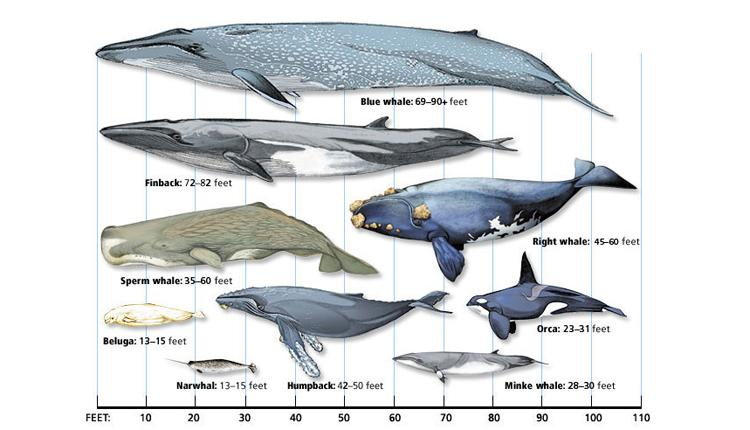 Blue whale: 69–90+ feet
Finback: 72–82 feet
Right whale: 45–60 feet
Sperm whale: 35–60 feet
Orca: 23–31 feet
Beluga: 13–15 feet
Narwhal: 13–15 feet
Humpback: 42–50 feet
Minke whale: 28–30 feet
FEET: 10 20 30 40 50 60 70 80 90 100 110